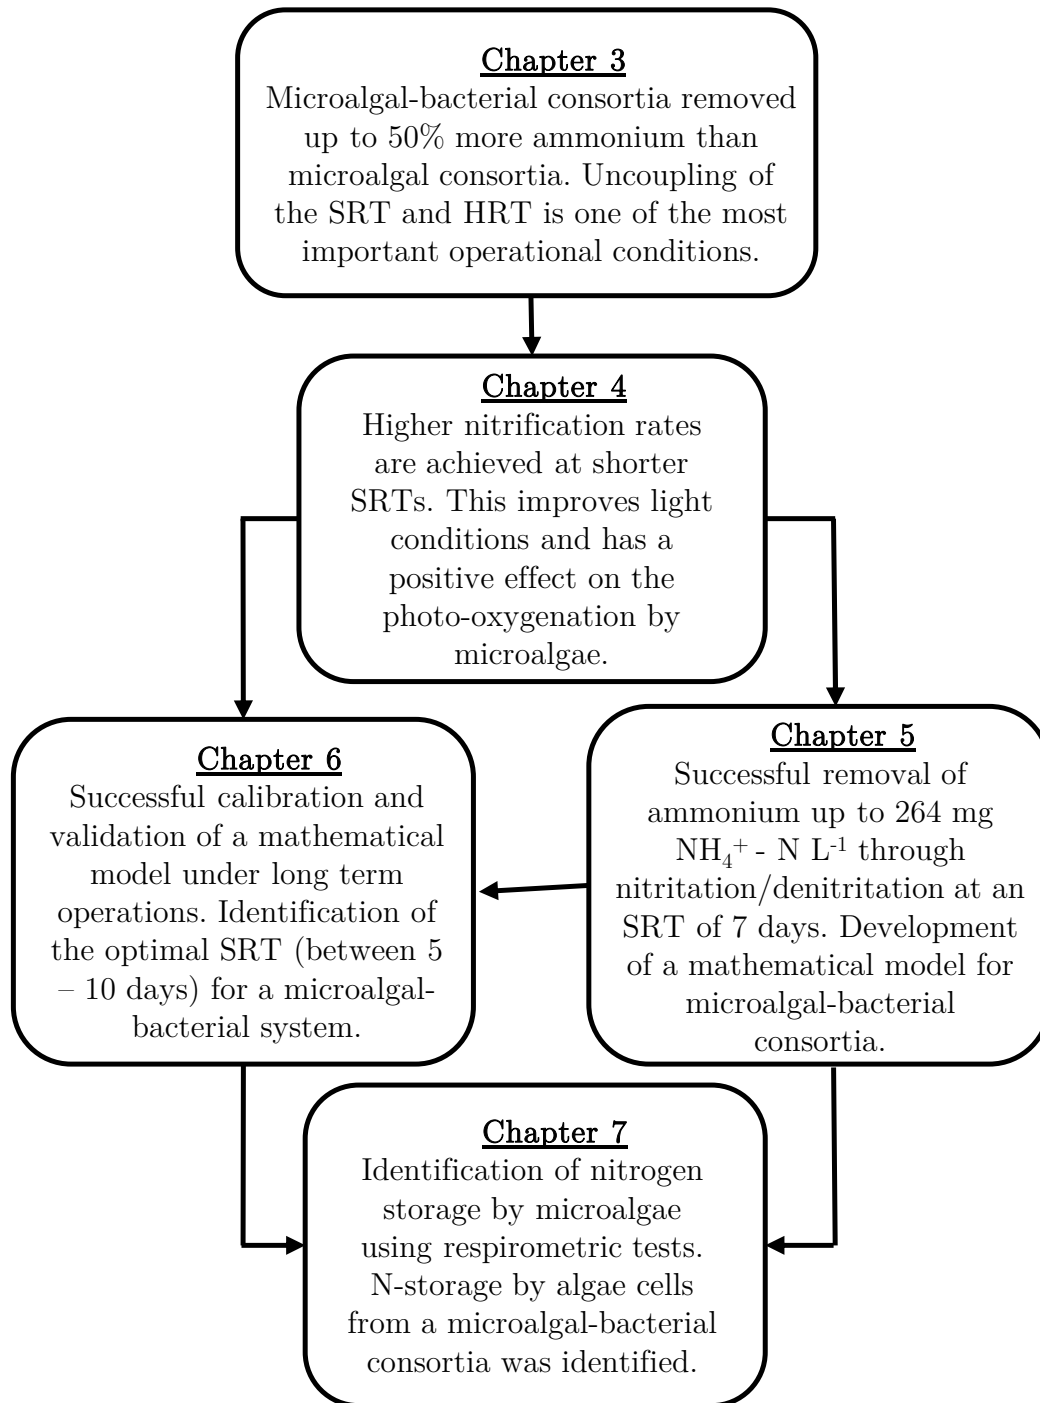 Chapter 3
Microalgal-bacterial consortia removed
up to 50% more ammonium than
microalgal consortia. Uncoupling of
the SRT and HRT is one of the most
important operational conditions.
Chapter 4
Higher nitrification rates
are achieved at shorter
SRTs. This improves light
conditions and has a
positive effect on the
photo-oxygenation by
microalgae.
Chapter 6
Successful calibration and
validation of a mathematical
model under long term
operations. Identification of
the optimal SRT (between 5
– 10 days) for a microalgal-
bacterial system.
Chapter 5
Successful removal of
ammonium up to 264 mg
NH₄⁺ - N L⁻¹ through
nitritation/denitritation at an
SRT of 7 days. Development
of a mathematical model for
microalgal-bacterial
consortia.
Chapter 7
Identification of nitrogen
storage by microalgae
using respirometric tests.
N-storage by algae cells
from a microalgal-bacterial
consortia was identified.